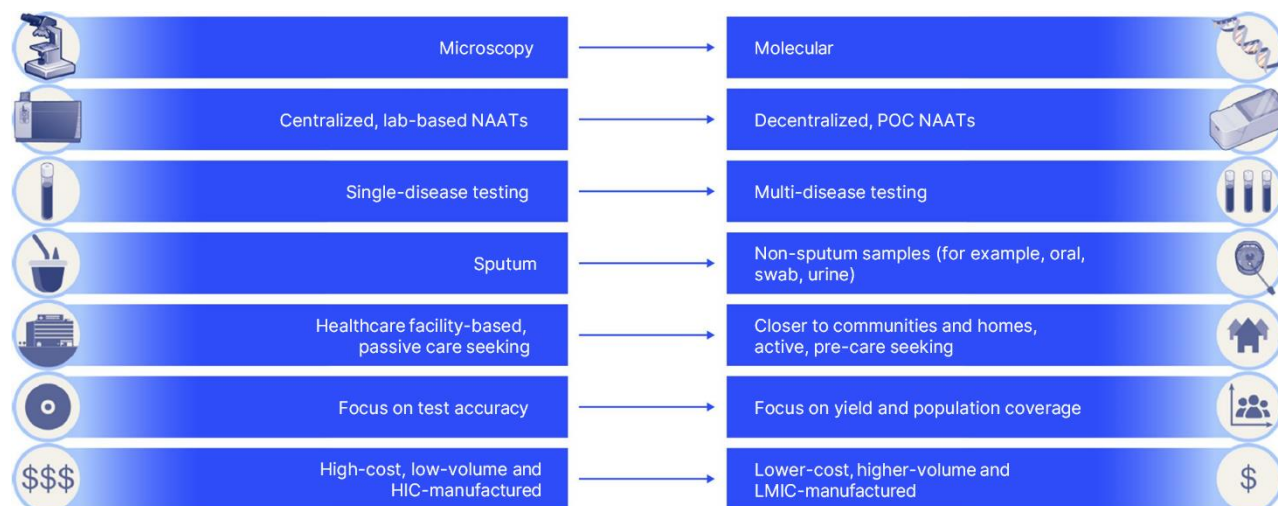 Microscopy
Molecular
Centralized, lab-based NAATs
Decentralized, POC NAATs
Single-disease testing
Multi-disease testing
Sputum
Non-sputum samples (for example, oral,
swab, urine)
Healthcare facility-based,
passive care seeking
Closer to communities and homes,
active, pre-care seeking
Focus on test accuracy
Focus on yield and population coverage
$$$
High-cost, low-volume and
HIC-manufactured
Lower-cost, higher-volume and
LMIC-manufactured
$